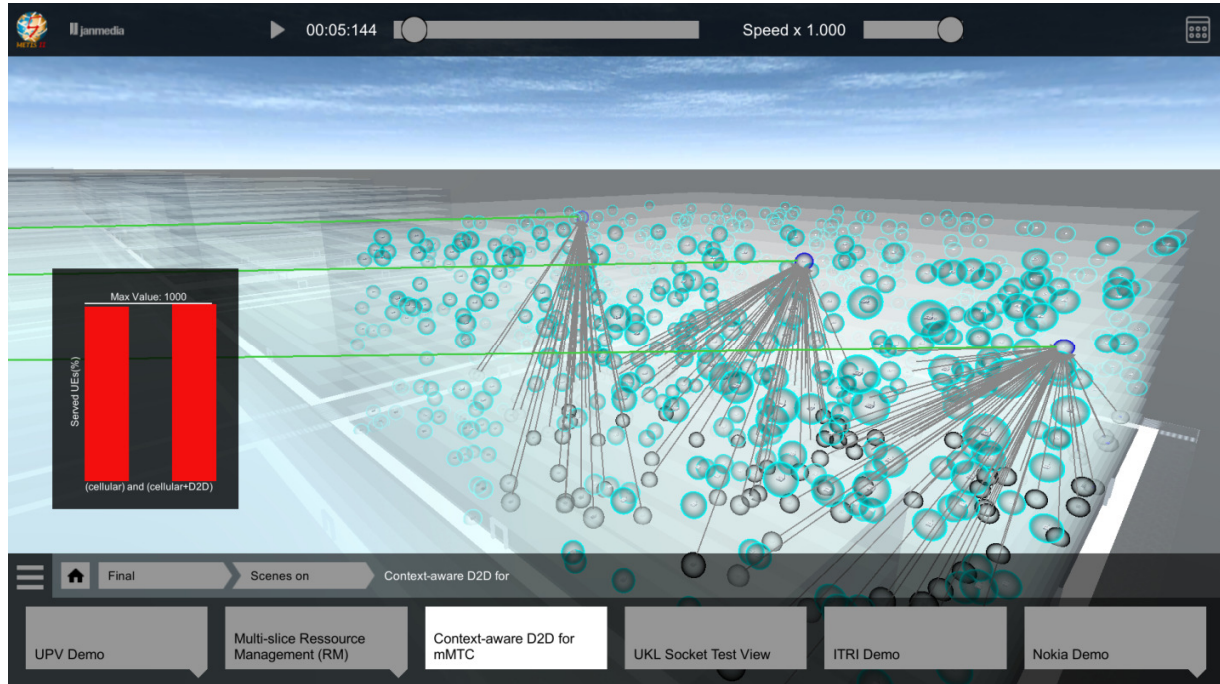 METIS II
janmedia
00:05:144
Speed x 1.000
Max Value: 1000
Served UEs(%)
(cellular) and (cellular+D2D)
Final
Scenes on
Context-aware D2D for
UPV Demo
Multi-slice Ressource
Management (RM)
Context-aware D2D for
mMTC
UKL Socket Test View
ITRI Demo
Nokia Demo